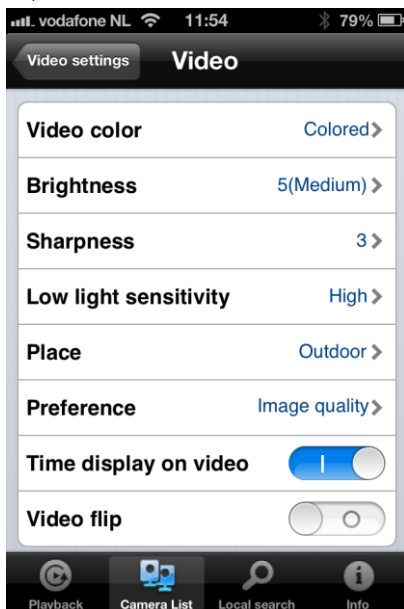 vodafone NL 11:54 79%
Video settings Video
Video color Colored
Brightness 5(Medium)
Sharpness 3
Low light sensitivity High
Place Outdoor
Preference Image quality
Time display on video
Video flip
Playback Camera List Local search Info